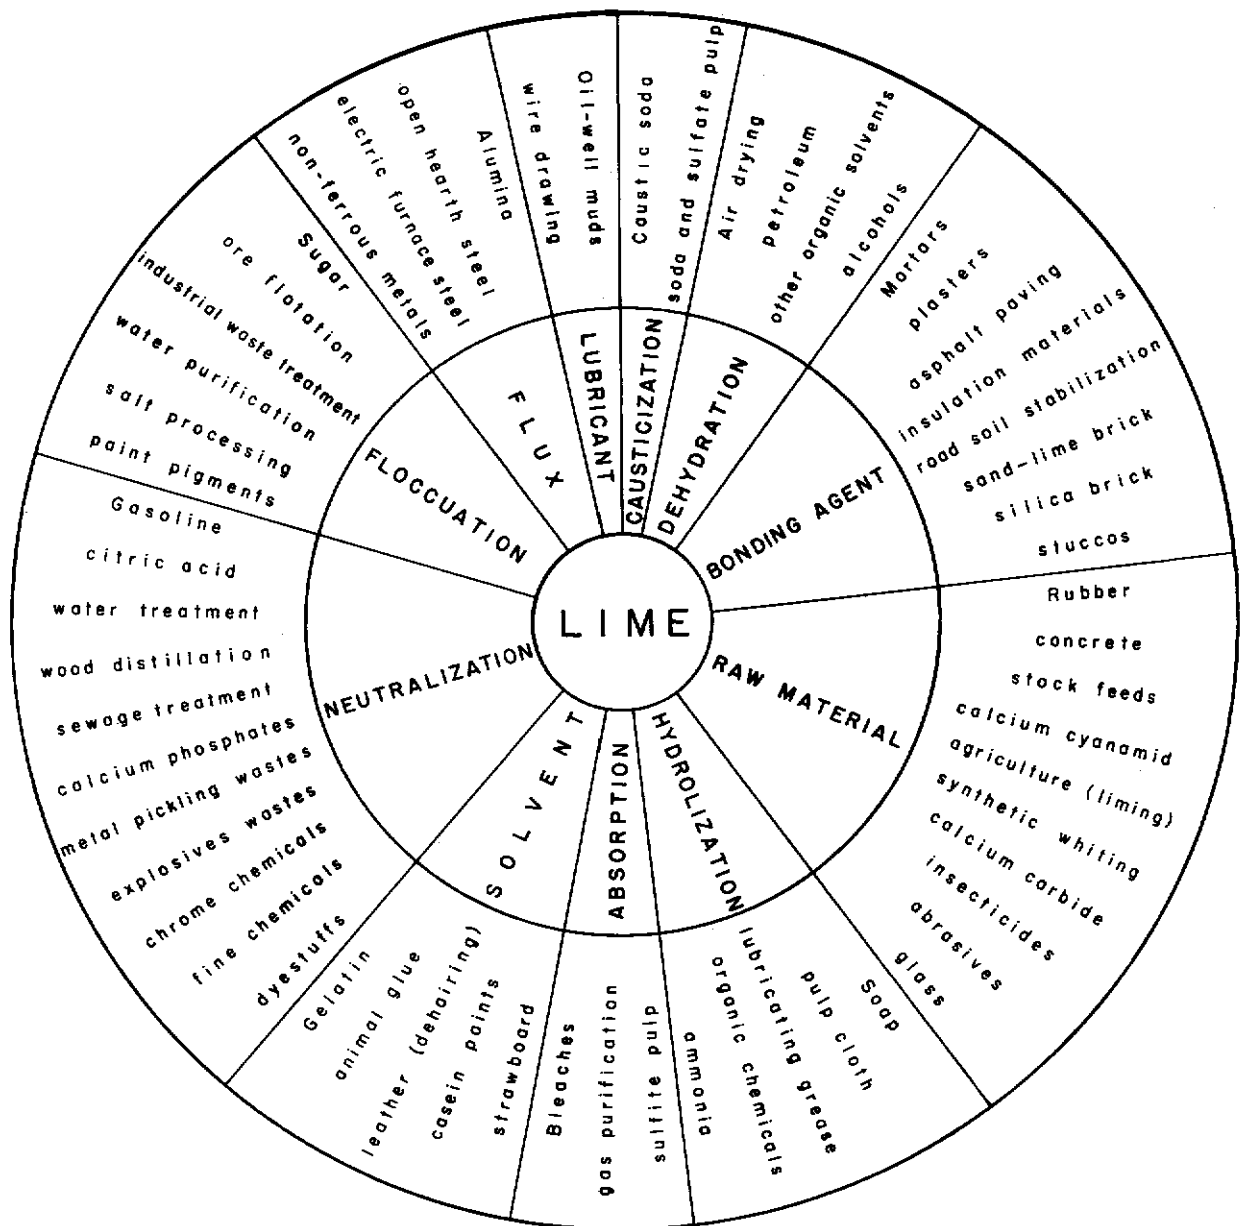 LIME
CAUSTICIZATION
Caustic soda
soda and sulfate pulp
DEHYDRATION
Air drying
petroleum
other organic solvents
alcohols
BONDING AGENT
Mortars
plasters
asphalt paving
insulation materials
road soil stabilization
sand-lime brick
silica brick
stuccos
RAW MATERIAL
Rubber
concrete
stock feeds
calcium cyanamid
agriculture (liming)
synthetic whiting
calcium carbide
insecticides
abrasives
glass
HYDROLIZATION
Soap
pulp cloth
lubricating grease
organic chemicals
ammonia
ABSORPTION
sulfite pulp
gas purification
Bleaches
SOLVENT
Gelatin
animal glue
leather (dehairing)
casein paints
strawboard
NEUTRALIZATION
Gasoline
citric acid
water treatment
wood distillation
sewage treatment
calcium phosphates
metal pickling wastes
explosives wastes
chrome chemicals
fine chemicals
dyestuffs
FLOCCUATION
Sugar
ore flotation
industrial waste treatment
water purification
salt processing
paint pigments
FLUX
Alumina
open hearth steel
electric furnace steel
non-ferrous metals
LUBRICANT
Oil-well muds
wire drawing